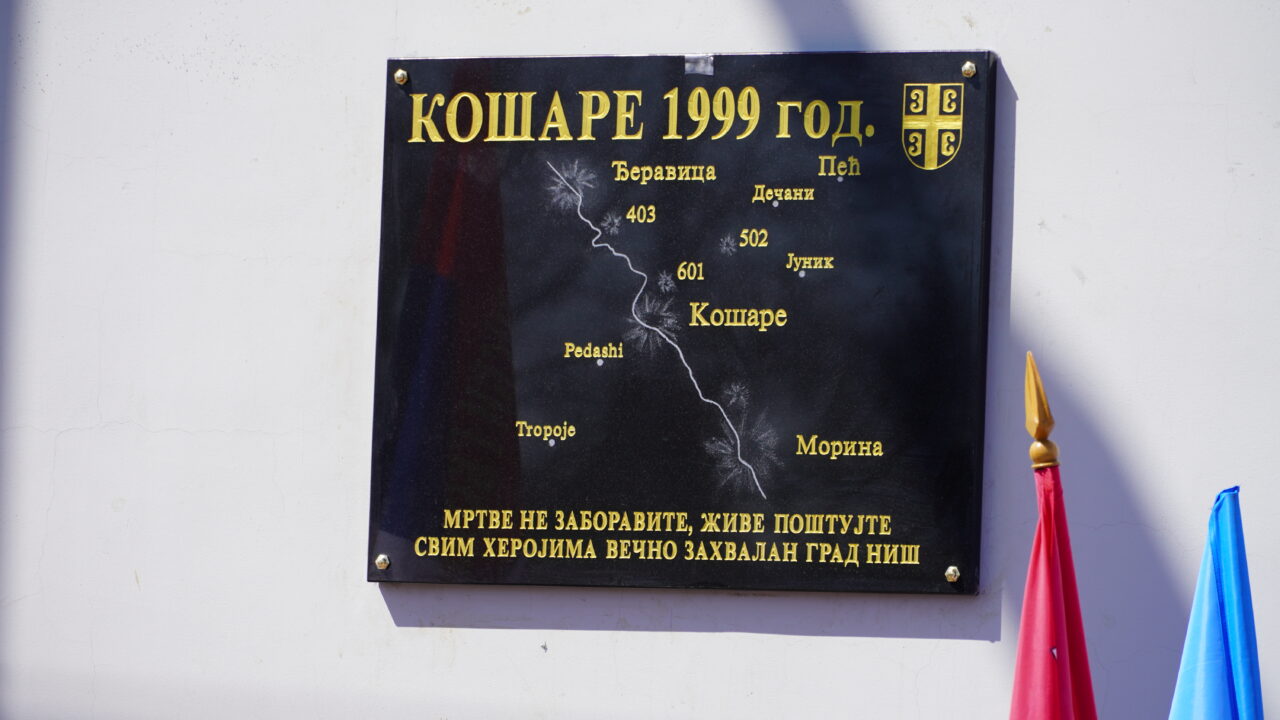 КОШАРЕ 1999 ГОД.
Ђеравица
Пећ
Дечани
403
502
Јуник
601
Кошаре
Pedashi
Tropoje
Морина
МРТВЕ НЕ ЗАБОРАВИТЕ, ЖИВЕ ПОШТУЈТЕ
СВИМ ХЕРОЈИМА ВЕЧНО ЗАХВАЛАН ГРАД НИШ